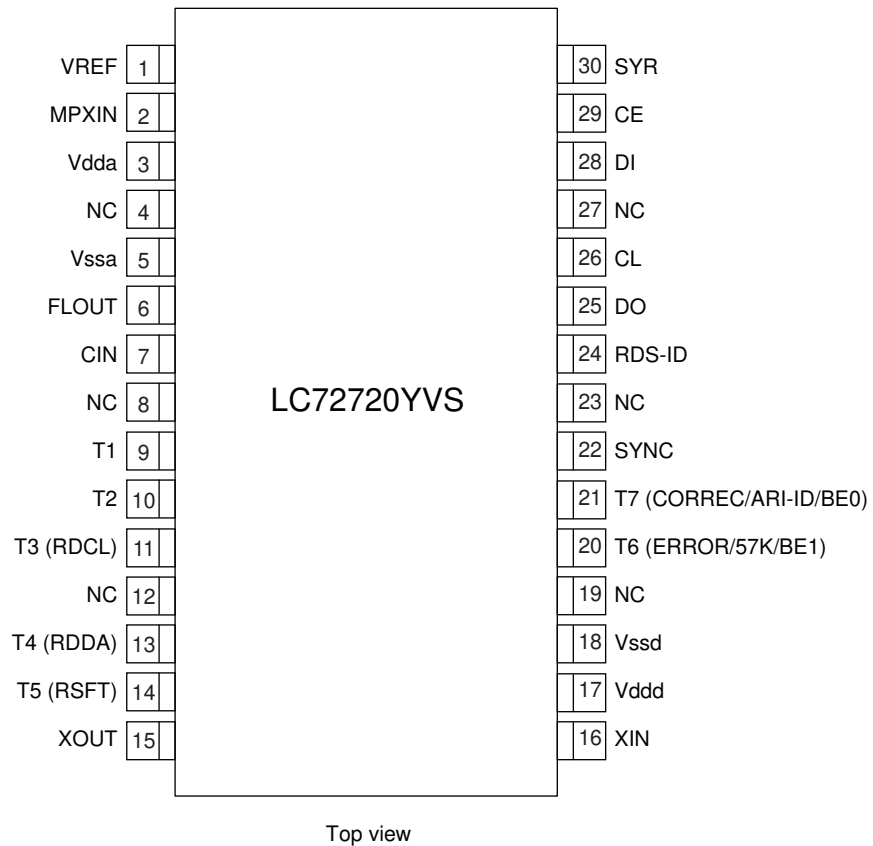 VREF 1
MPXIN 2
Vdda 3
NC 4
Vssa 5
FLOUT 6
CIN 7
NC 8
T1 9
T2 10
T3 (RDCL) 11
NC 12
T4 (RDDA) 13
T5 (RSFT) 14
XOUT 15
LC72720YVS
30 SYR
29 CE
28 DI
27 NC
26 CL
25 DO
24 RDS-ID
23 NC
22 SYNC
21 T7 (CORREC/ARI-ID/BE0)
20 T6 (ERROR/57K/BE1)
19 NC
18 Vssd
17 Vddd
16 XIN
Top view